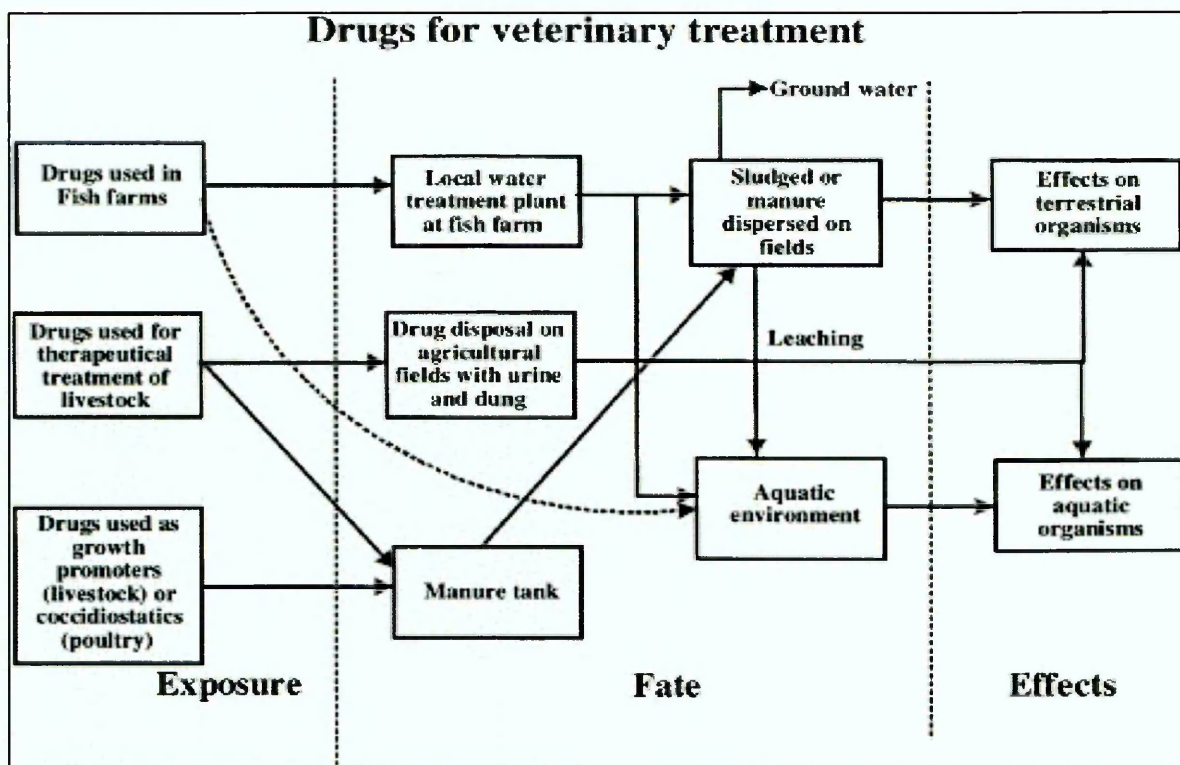 Drugs for veterinary treatment
Ground water
Drugs used in
Fish farms
Local water
treatment plant
at fish farm
Sludged or
manure
dispersed on
fields
Effects on
terrestrial
organisms
Drugs used for
therapeutical
treatment of
livestock
Drug disposal on
agricultural
fields with urine
and dung
Leaching
Drugs used as
growth
promoters
(livestock) or
coccidiostatics
(poultry)
Manure tank
Aquatic
environment
Effects on
aquatic
organisms
Exposure
Fate
Effects